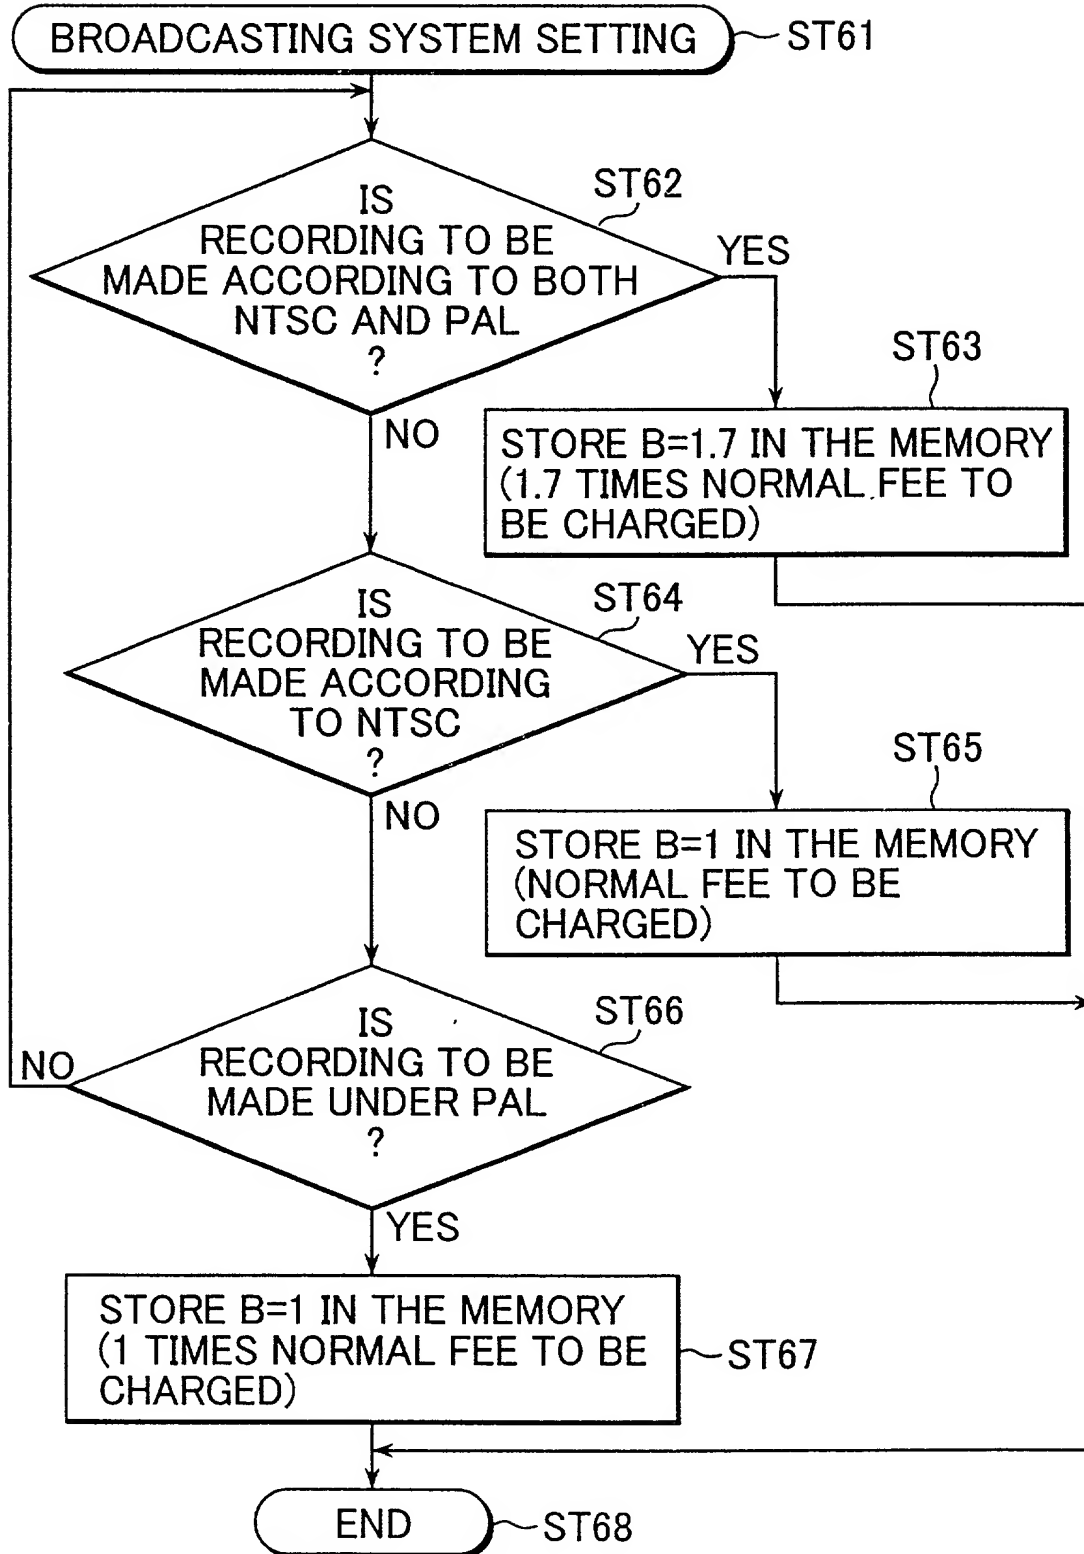 BROADCASTING SYSTEM SETTING
ST61
IS
RECORDING TO BE
MADE ACCORDING TO BOTH
NTSC AND PAL
?
ST62
YES
NO
ST63
STORE B=1.7 IN THE MEMORY
(1.7 TIMES NORMAL FEE TO
BE CHARGED)
IS
RECORDING TO BE
MADE ACCORDING
TO NTSC
?
ST64
YES
NO
ST65
STORE B=1 IN THE MEMORY
(NORMAL FEE TO BE
CHARGED)
IS
RECORDING TO BE
MADE UNDER PAL
?
ST66
NO
YES
STORE B=1 IN THE MEMORY
(1 TIMES NORMAL FEE TO BE
CHARGED)
ST67
END
ST68